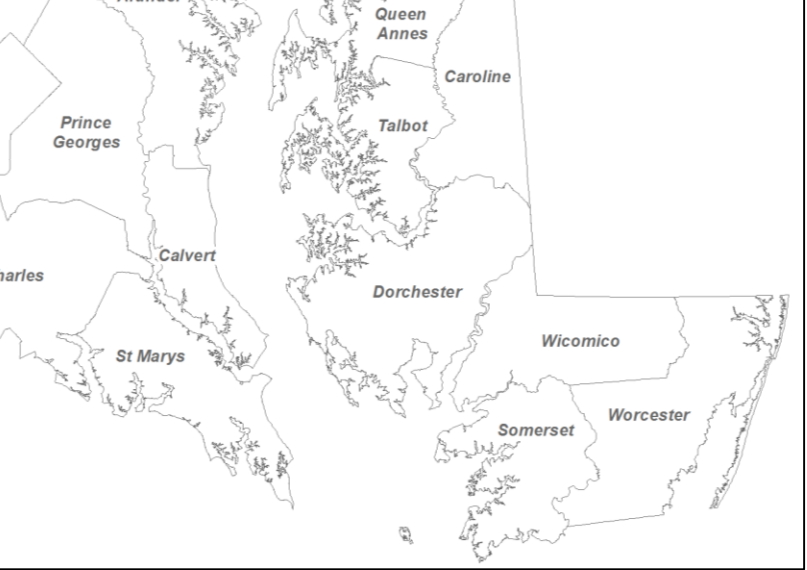 Queen
Annes
Caroline
Prince
Georges
Talbot
Calvert
harles
Dorchester
Wicomico
St Marys
Worcester
Somerset